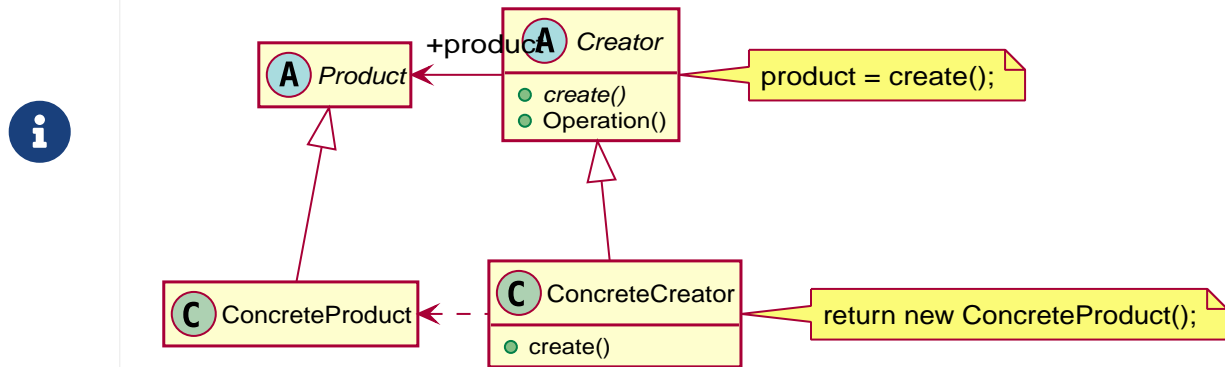 +product
A Creator
A Product
create()
Operation()
product = create();
C ConcreteProduct
C ConcreteCreator
create()
return new ConcreteProduct();